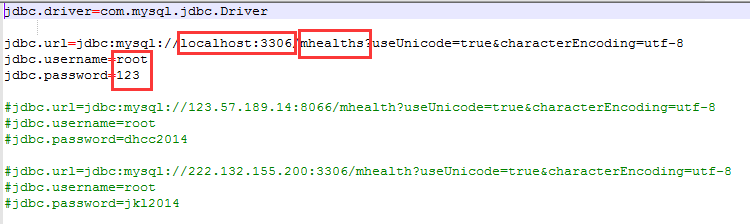 jdbc.driver=com.mysql.jdbc.Driver
jdbc.url=jdbc:mysql://localhost:3306/mhealths?useUnicode=true&characterEncoding=utf-8
jdbc.username=root
jdbc.password=123
#jdbc.url=jdbc:mysql://123.57.189.14:8066/mhealth?useUnicode=true&characterEncoding=utf-8
#jdbc.username=root
#jdbc.password=dhcc2014
#jdbc.url=jdbc:mysql://222.132.155.200:3306/mhealth?useUnicode=true&characterEncoding=utf-8
#jdbc.username=root
#jdbc.password=jkl2014